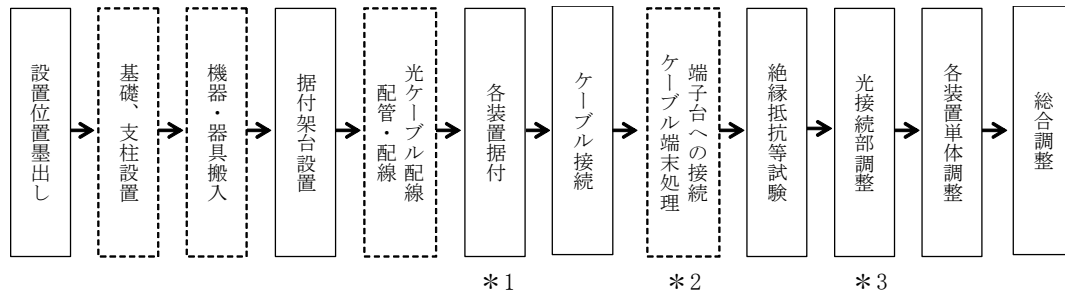 設置位置墨出し
基礎、支柱設置
機器・器具搬入
据付架台設置
光ケーブル配線
配管・配線
各装置据付
ケーブル接続
端子台への接続
ケーブル端末処理
絶縁抵抗等試験
光接続部調整
各装置単体調整
総合調整
＊1
＊2
＊3